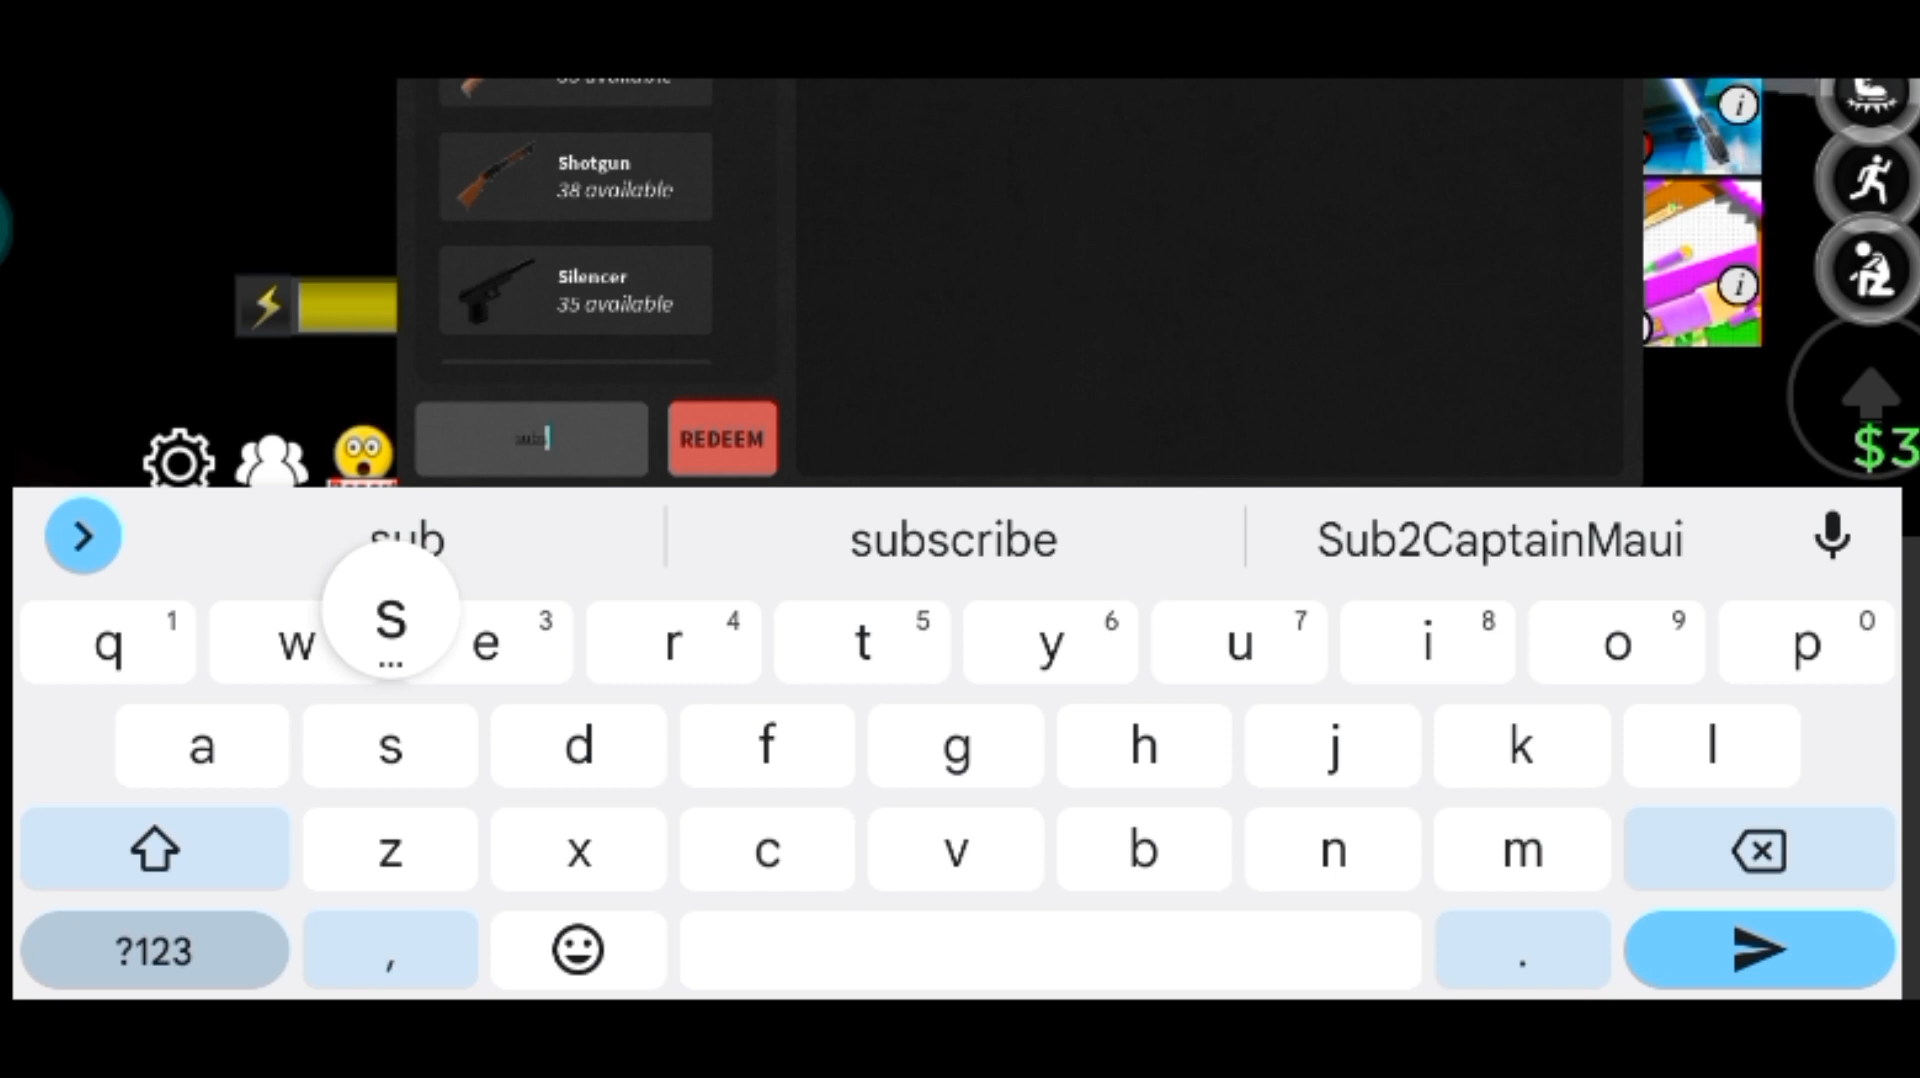 Shotgun
38 available
Silencer
35 available
subs
REDEEM
i
i
$3
sub
subscribe
Sub2CaptainMaui
s
...
q 1
w
e 3
r 4
t 5
y 6
u 7
i 8
o 9
p 0
a
s
d
f
g
h
j
k
l
z
x
c
v
b
n
m
?123
,
.